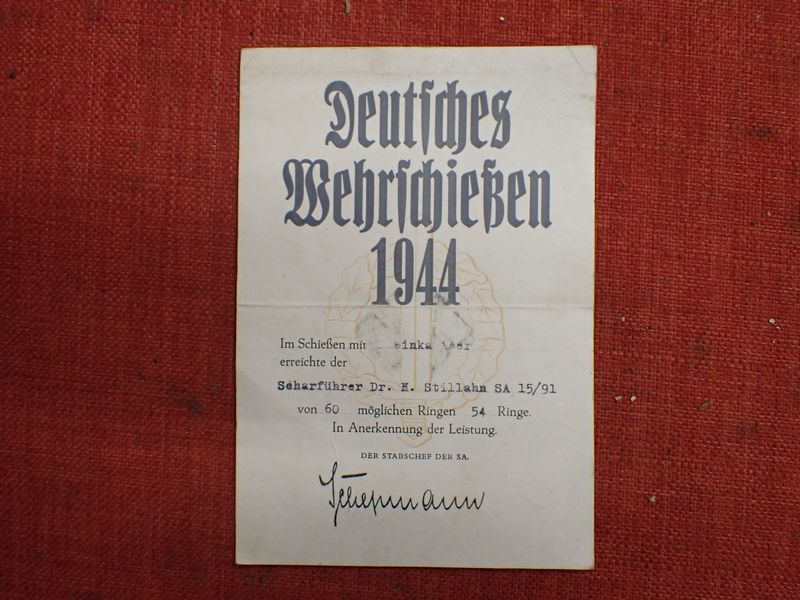 Deutsches
Wehrschießen
1944
Im Schießen mit
erreichte der
Scharführer Dr. H. Stillahn SA 15/91
von 60 möglichen Ringen 54 Ringe.
In Anerkennung der Leistung.
DER STABSCHEF DER SA.
Schepmann